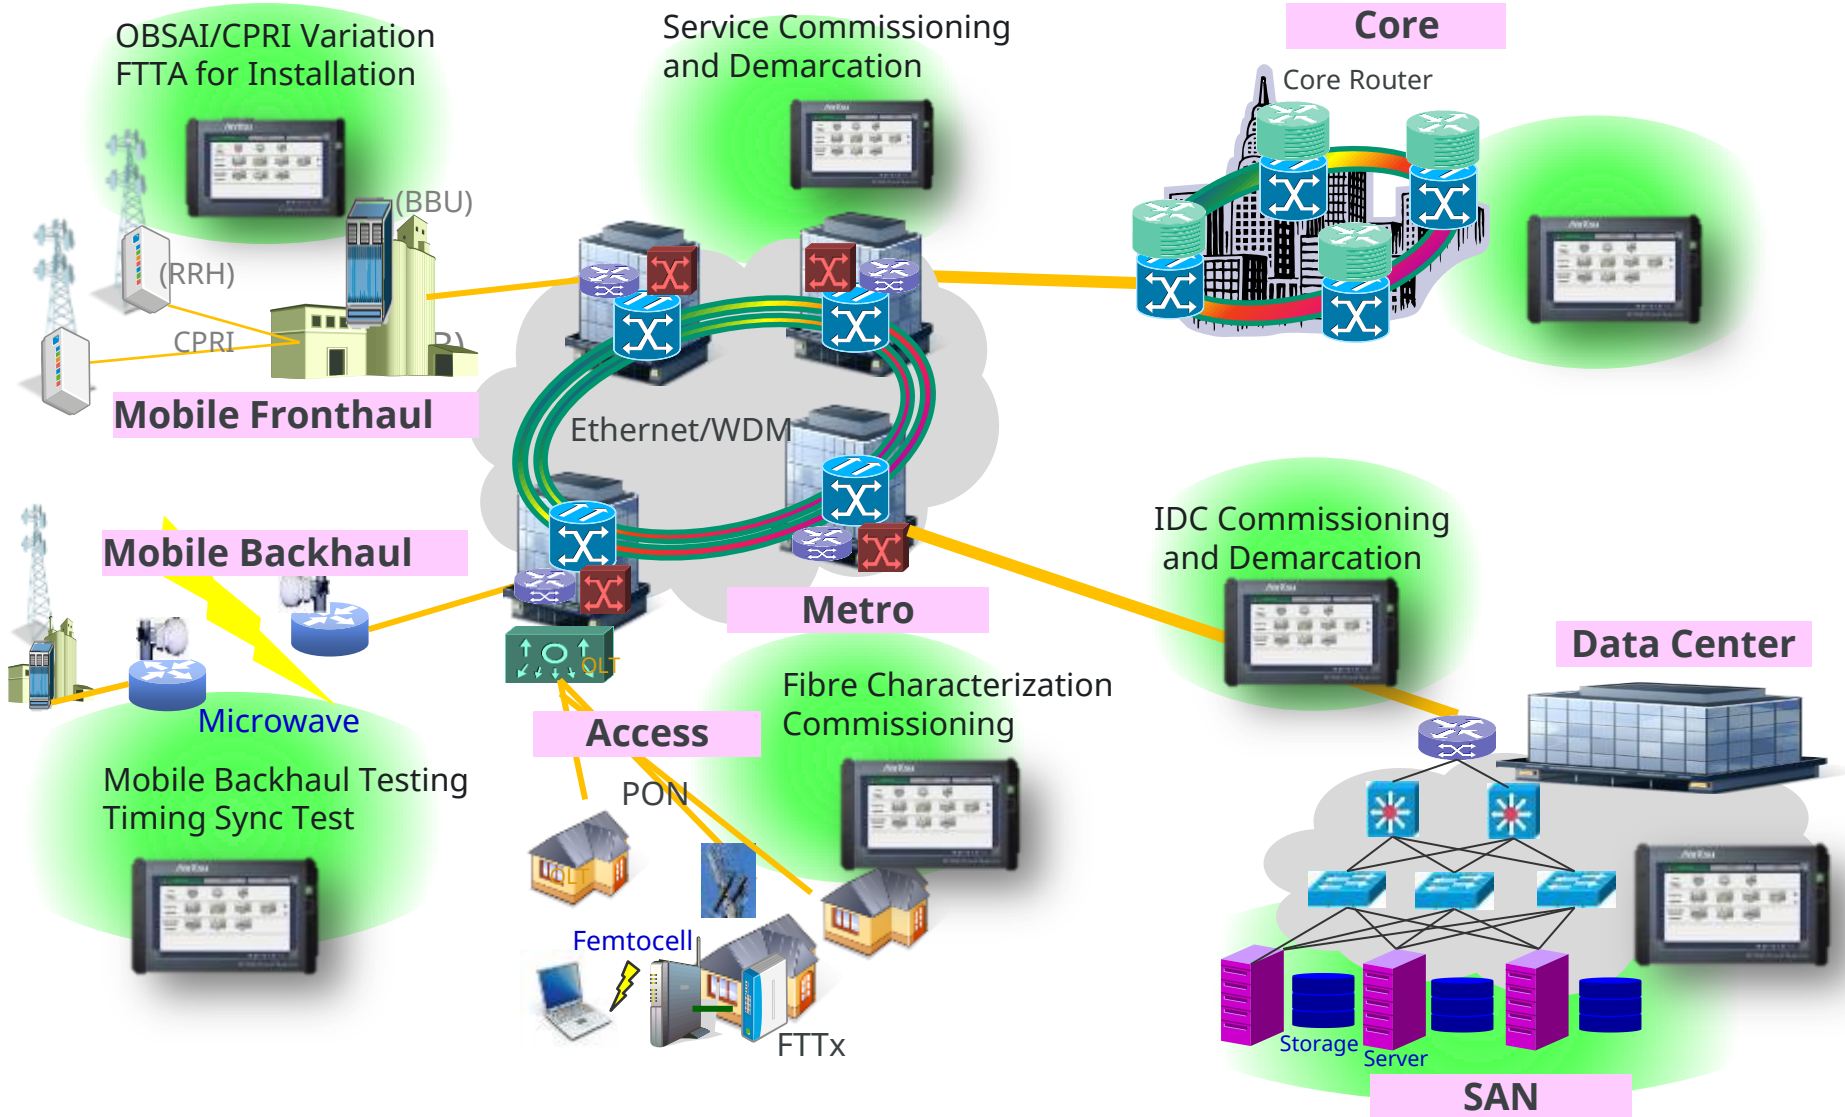 OBSAI/CPRI Variation
FTTA for Installation
Service Commissioning
and Demarcation
Core
Core Router
(BBU)
(RRH)
CPRI
Mobile Fronthaul
Ethernet/WDM
Mobile Backhaul
IDC Commissioning
and Demarcation
Metro
Data Center
OLT
Microwave
Access
Fibre Characterization
Commissioning
PON
Mobile Backhaul Testing
Timing Sync Test
Femtocell
FTTx
Storage
Server
SAN